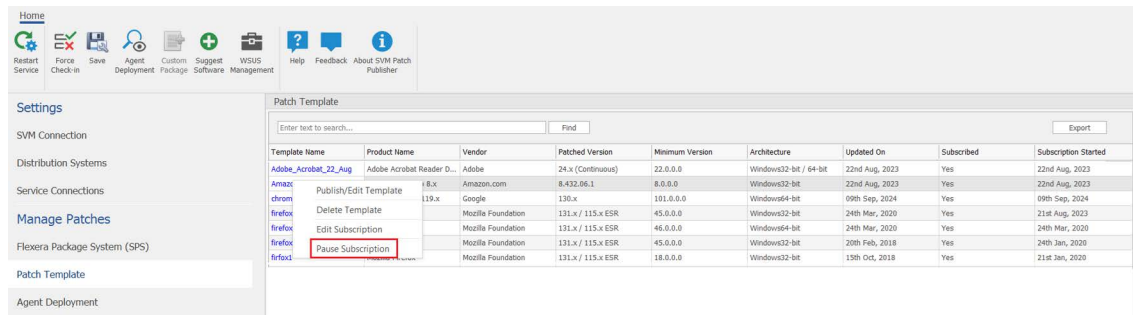 Home
Restart Service
Force Check-in
Save
Agent Deployment
Custom Package
Suggest Software
WSUS Management
Help
Feedback
About SVM Patch Publisher
Settings
SVM Connection
Distribution Systems
Service Connections
Manage Patches
Flexera Package System (SPS)
Patch Template
Agent Deployment
Patch Template
Enter text to search...
Find
Export
Template Name Product Name Vendor Patched Version Minimum Version Architecture Updated On Subscribed Subscription Started
Adobe_Acrobat_22_Aug Adobe Acrobat Reader D... Adobe 24.x (Continuous) 22.0.0.0 Windows32-bit / 64-bit 22nd Aug, 2023 Yes 22nd Aug, 2023
Amazo 8.x Amazon.com 8.432.06.1 8.0.0.0 Windows32-bit 22nd Aug, 2023 Yes 22nd Aug, 2023
chrom 119.x Google 130.x 101.0.0.0 Windows64-bit 09th Sep, 2024 Yes 09th Sep, 2024
firefox Mozilla Foundation 131.x / 115.x ESR 45.0.0.0 Windows32-bit 24th Mar, 2020 Yes 21st Aug, 2023
firefox Mozilla Foundation 131.x / 115.x ESR 46.0.0.0 Windows64-bit 24th Mar, 2020 Yes 24th Mar, 2020
firefox Mozilla Foundation 131.x / 115.x ESR 45.0.0.0 Windows32-bit 20th Feb, 2018 Yes 24th Jan, 2020
firfox1 Mozilla Foundation 131.x / 115.x ESR 18.0.0.0 Windows32-bit 15th Oct, 2018 Yes 21st Jan, 2020
Publish/Edit Template
Delete Template
Edit Subscription
Pause Subscription